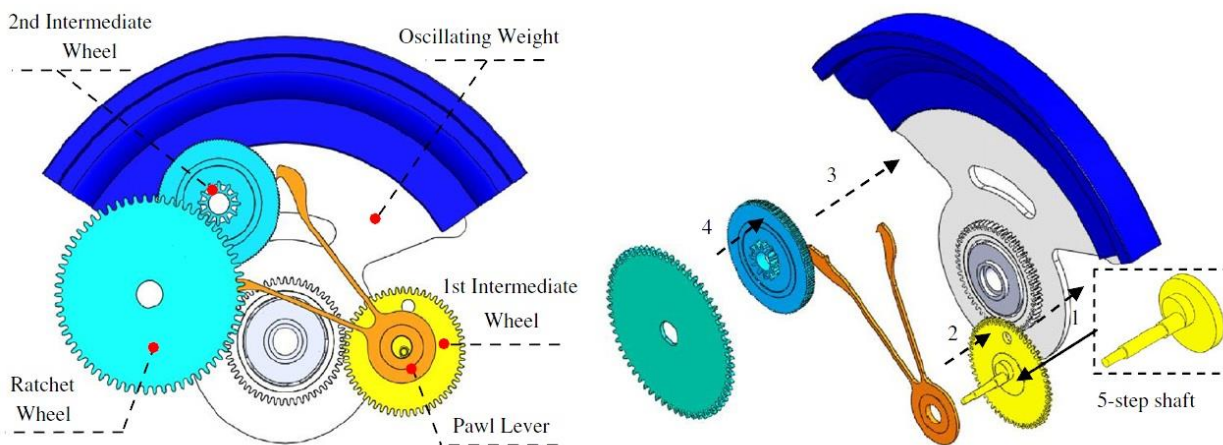 2nd Intermediate
Wheel
Oscillating Weight
1st Intermediate
Wheel
Ratchet
Wheel
Pawl Lever
3
4
2
1
5-step shaft